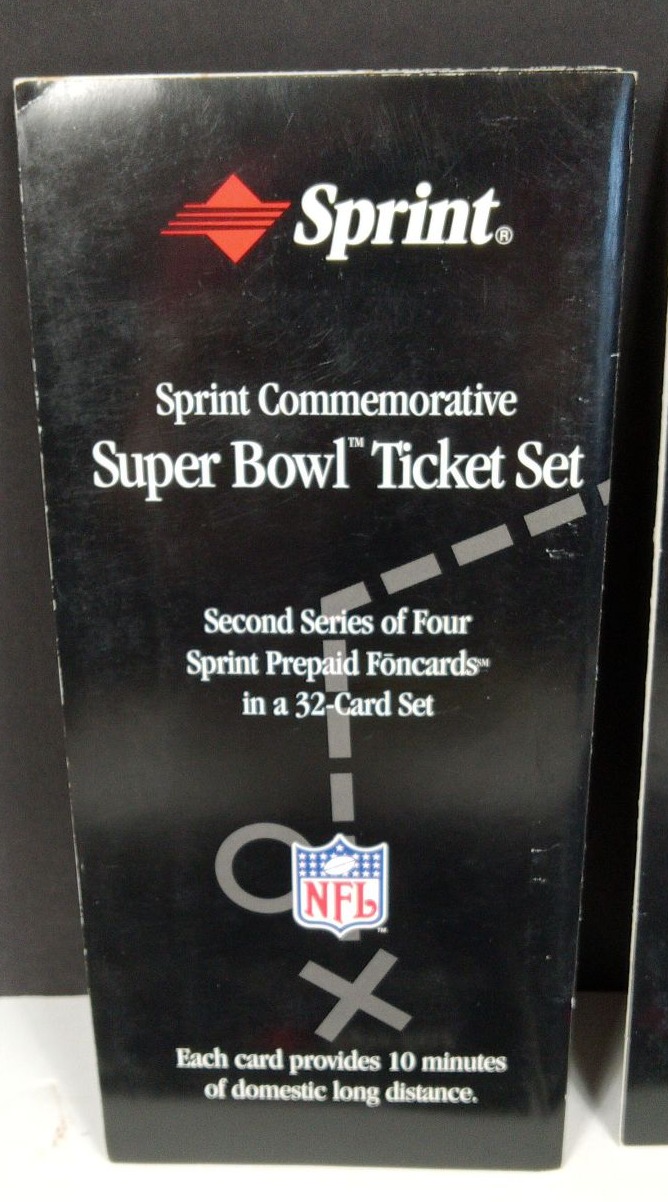 Sprint®
Sprint Commemorative
Super Bowl™ Ticket Set
Second Series of Four
Sprint Prepaid Fōncards℠
in a 32-Card Set
NFL™
Each card provides 10 minutes
of domestic long distance.